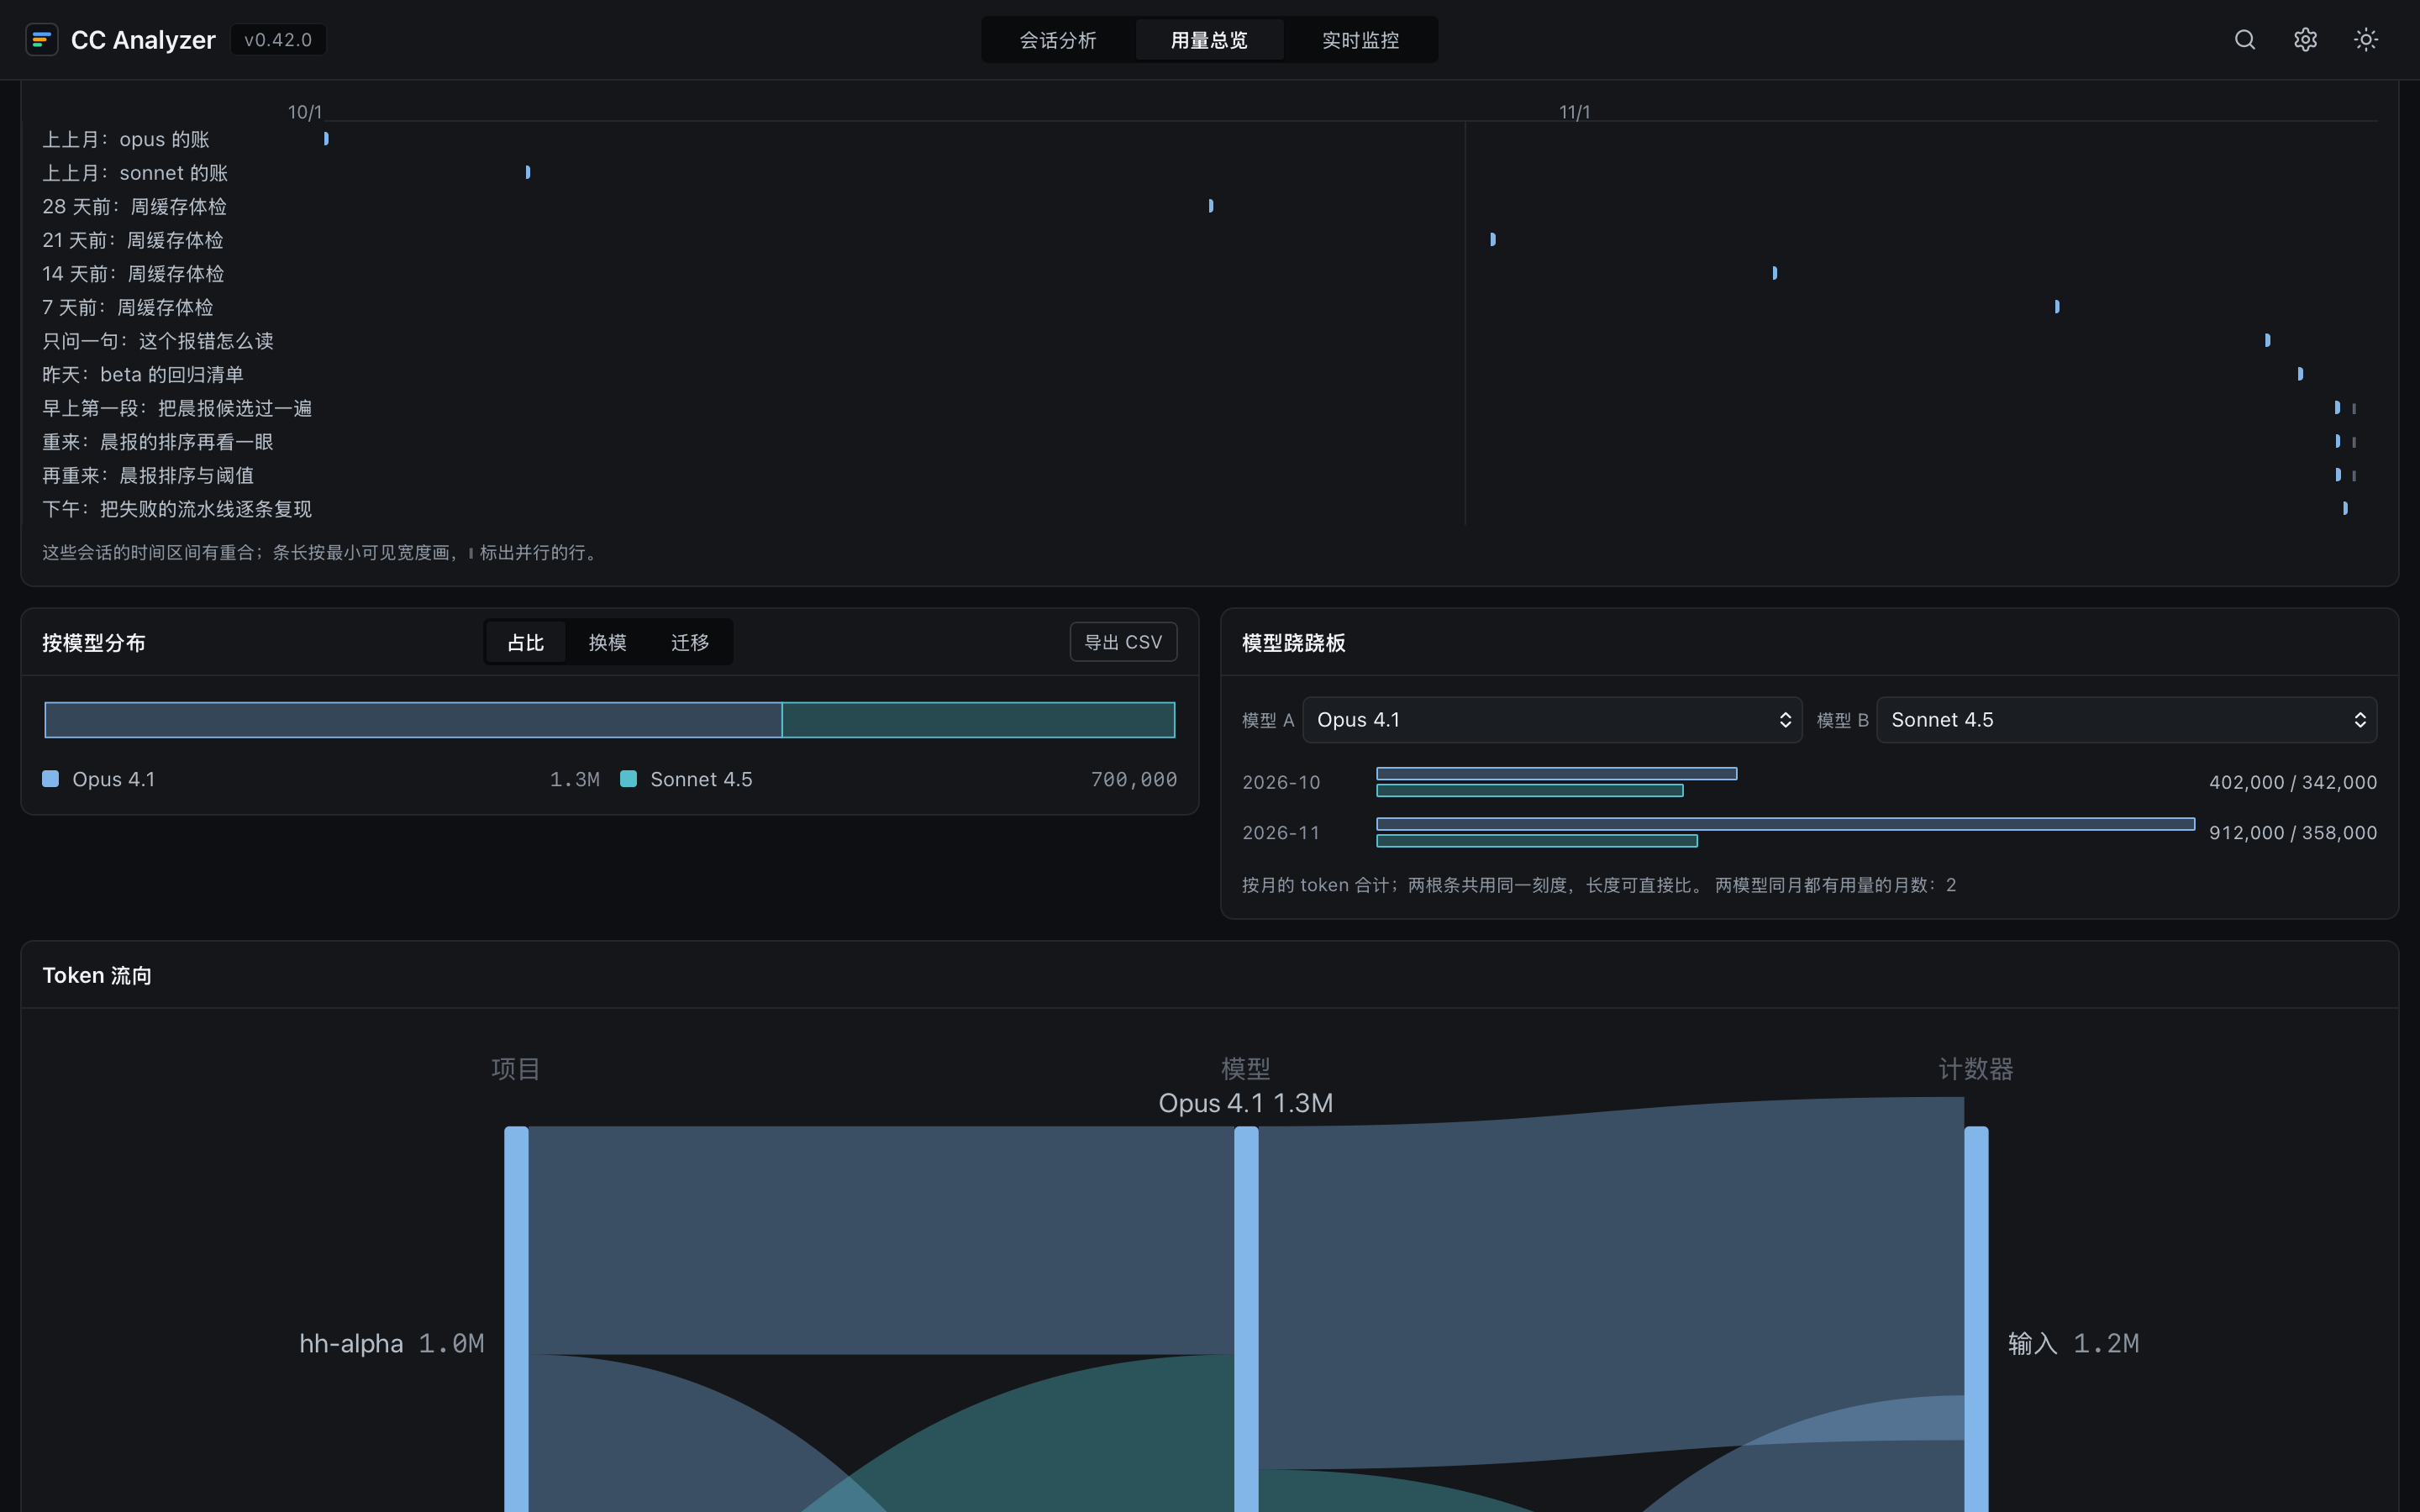 CC Analyzer v0.42.0 会话分析 用量总览 实时监控
10/1 11/1
上上月：opus 的账
上上月：sonnet 的账
28 天前：周缓存体检
21 天前：周缓存体检
14 天前：周缓存体检
7 天前：周缓存体检
只问一句：这个报错怎么读
昨天：beta 的回归清单
早上第一段：把晨报候选过一遍
重来：晨报的排序再看一眼
再重来：晨报排序与阈值
下午：把失败的流水线逐条复现
这些会话的时间区间有重合；条长按最小可见宽度画，‖ 标出并行的行。
按模型分布 占比 换模 迁移 导出 CSV
Opus 4.1 1.3M Sonnet 4.5 700,000
模型跷跷板
模型 A Opus 4.1 模型 B Sonnet 4.5
2026-10 402,000 / 342,000
2026-11 912,000 / 358,000
按月的 token 合计；两根条共用同一刻度，长度可直接比。 两模型同月都有用量的月数：2
Token 流向
项目 模型 计数器
Opus 4.1 1.3M
hh-alpha 1.0M 输入 1.2M